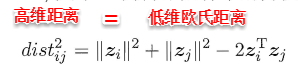 高维距离 = 低维欧氏距离
dist²ᵢⱼ = ‖𝒛ᵢ‖² + ‖𝒛ⱼ‖² − 2𝒛ᵢᵀ𝒛ⱼ